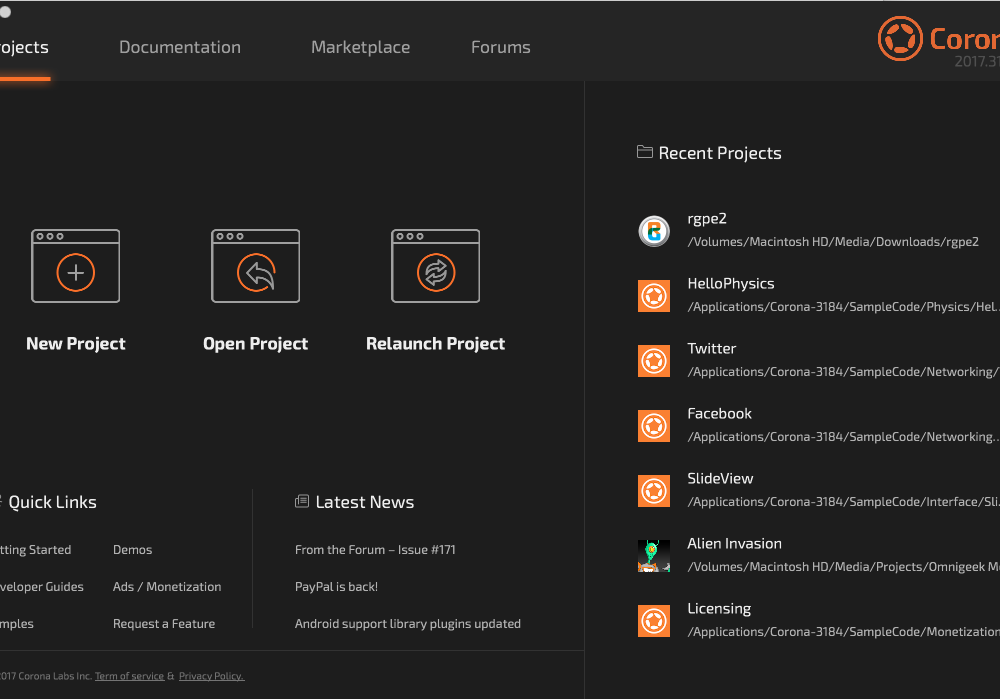 ojects Documentation Marketplace Forums
Coron
2017.31
New Project Open Project Relaunch Project
Quick Links
tting Started Demos
veloper Guides Ads / Monetization
mples Request a Feature
Latest News
From the Forum – Issue #171
PayPal is back!
Android support library plugins updated
2017 Corona Labs Inc. Term of service & Privacy Policy.
Recent Projects
rgpe2
/Volumes/Macintosh HD/Media/Downloads/rgpe2
HelloPhysics
/Applications/Corona-3184/SampleCode/Physics/Hel..
Twitter
/Applications/Corona-3184/SampleCode/Networking/
Facebook
/Applications/Corona-3184/SampleCode/Networking..
SlideView
/Applications/Corona-3184/SampleCode/Interface/Sli.
Alien Invasion
/Volumes/Macintosh HD/Media/Projects/Omnigeek Me
Licensing
/Applications/Corona-3184/SampleCode/Monetization